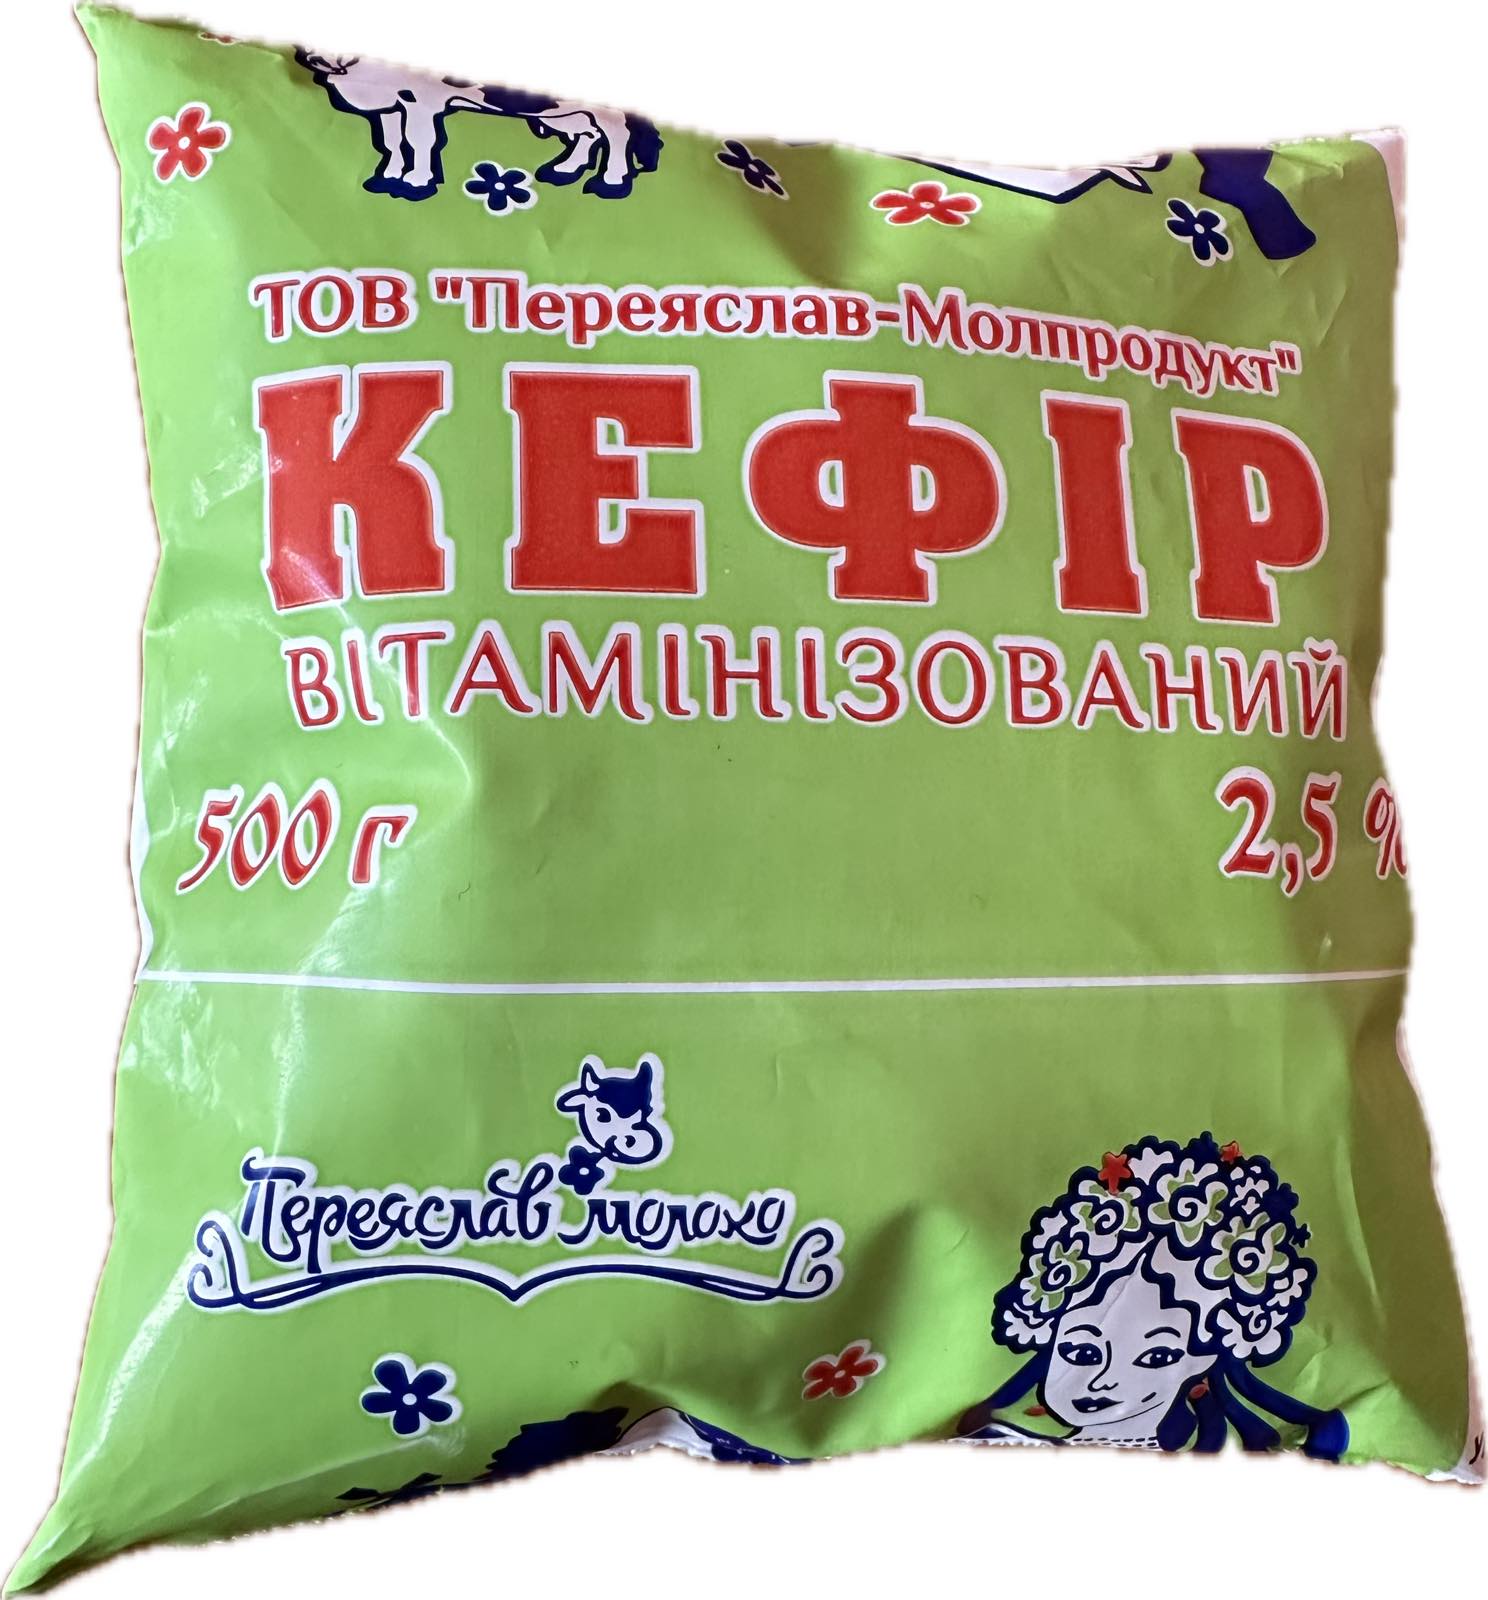 ТОВ "Переяслав-Молпродукт"
КЕФІР
ВІТАМІНІЗОВАНИЙ
500 г
2,5 %
Переяслав молоко